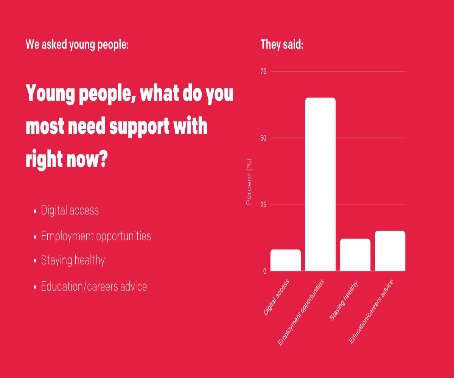 We asked young people:
Young people, what do you
most need support with
right now?
Digital access
Employment opportunities
Staying healthy
Education/careers advice
They said:
75
50
25
0
Percent (%)
Digital access
Employment opportunities
Staying healthy
Education/careers advice